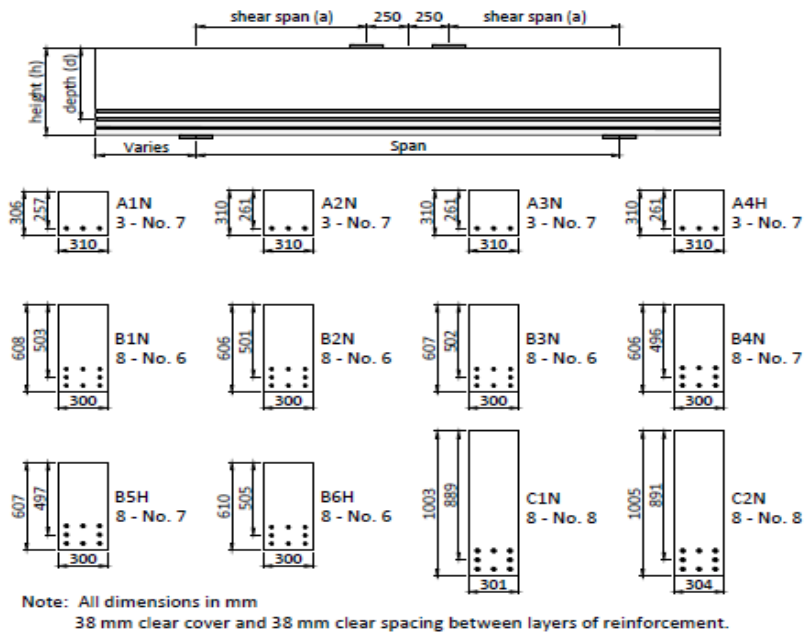 shear span (a) 250 250 shear span (a)
height (h)
depth (d)
Varies Span
306 257 A1N 310 261 A2N 310 261 A3N 310 261 A4H
3 - No. 7 3 - No. 7 3 - No. 7 3 - No. 7
310 310 310 310
608 503 B1N 606 501 B2N 607 502 B3N 606 496 B4N
8 - No. 6 8 - No. 6 8 - No. 6 8 - No. 7
300 300 300 300
607 497 B5H 610 505 B6H 1003 889 C1N 1005 891 C2N
8 - No. 7 8 - No. 6 8 - No. 8 8 - No. 8
300 300 301 304
Note: All dimensions in mm
38 mm clear cover and 38 mm clear spacing between layers of reinforcement.